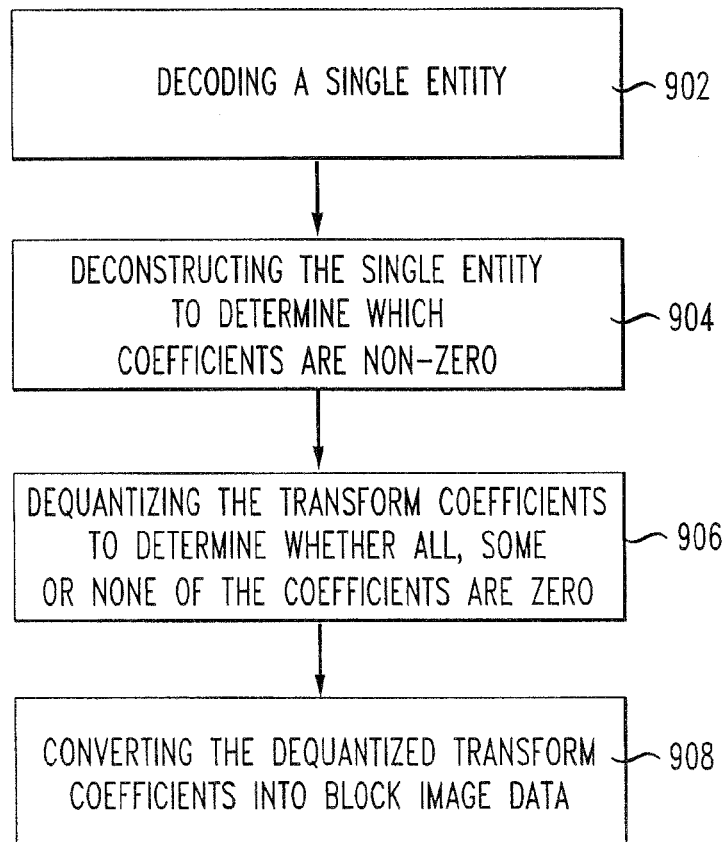 DECODING A SINGLE ENTITY
902
DECONSTRUCTING THE SINGLE ENTITY
TO DETERMINE WHICH
COEFFICIENTS ARE NON-ZERO
904
DEQUANTIZING THE TRANSFORM COEFFICIENTS
TO DETERMINE WHETHER ALL, SOME
OR NONE OF THE COEFFICIENTS ARE ZERO
906
CONVERTING THE DEQUANTIZED TRANSFORM
COEFFICIENTS INTO BLOCK IMAGE DATA
908